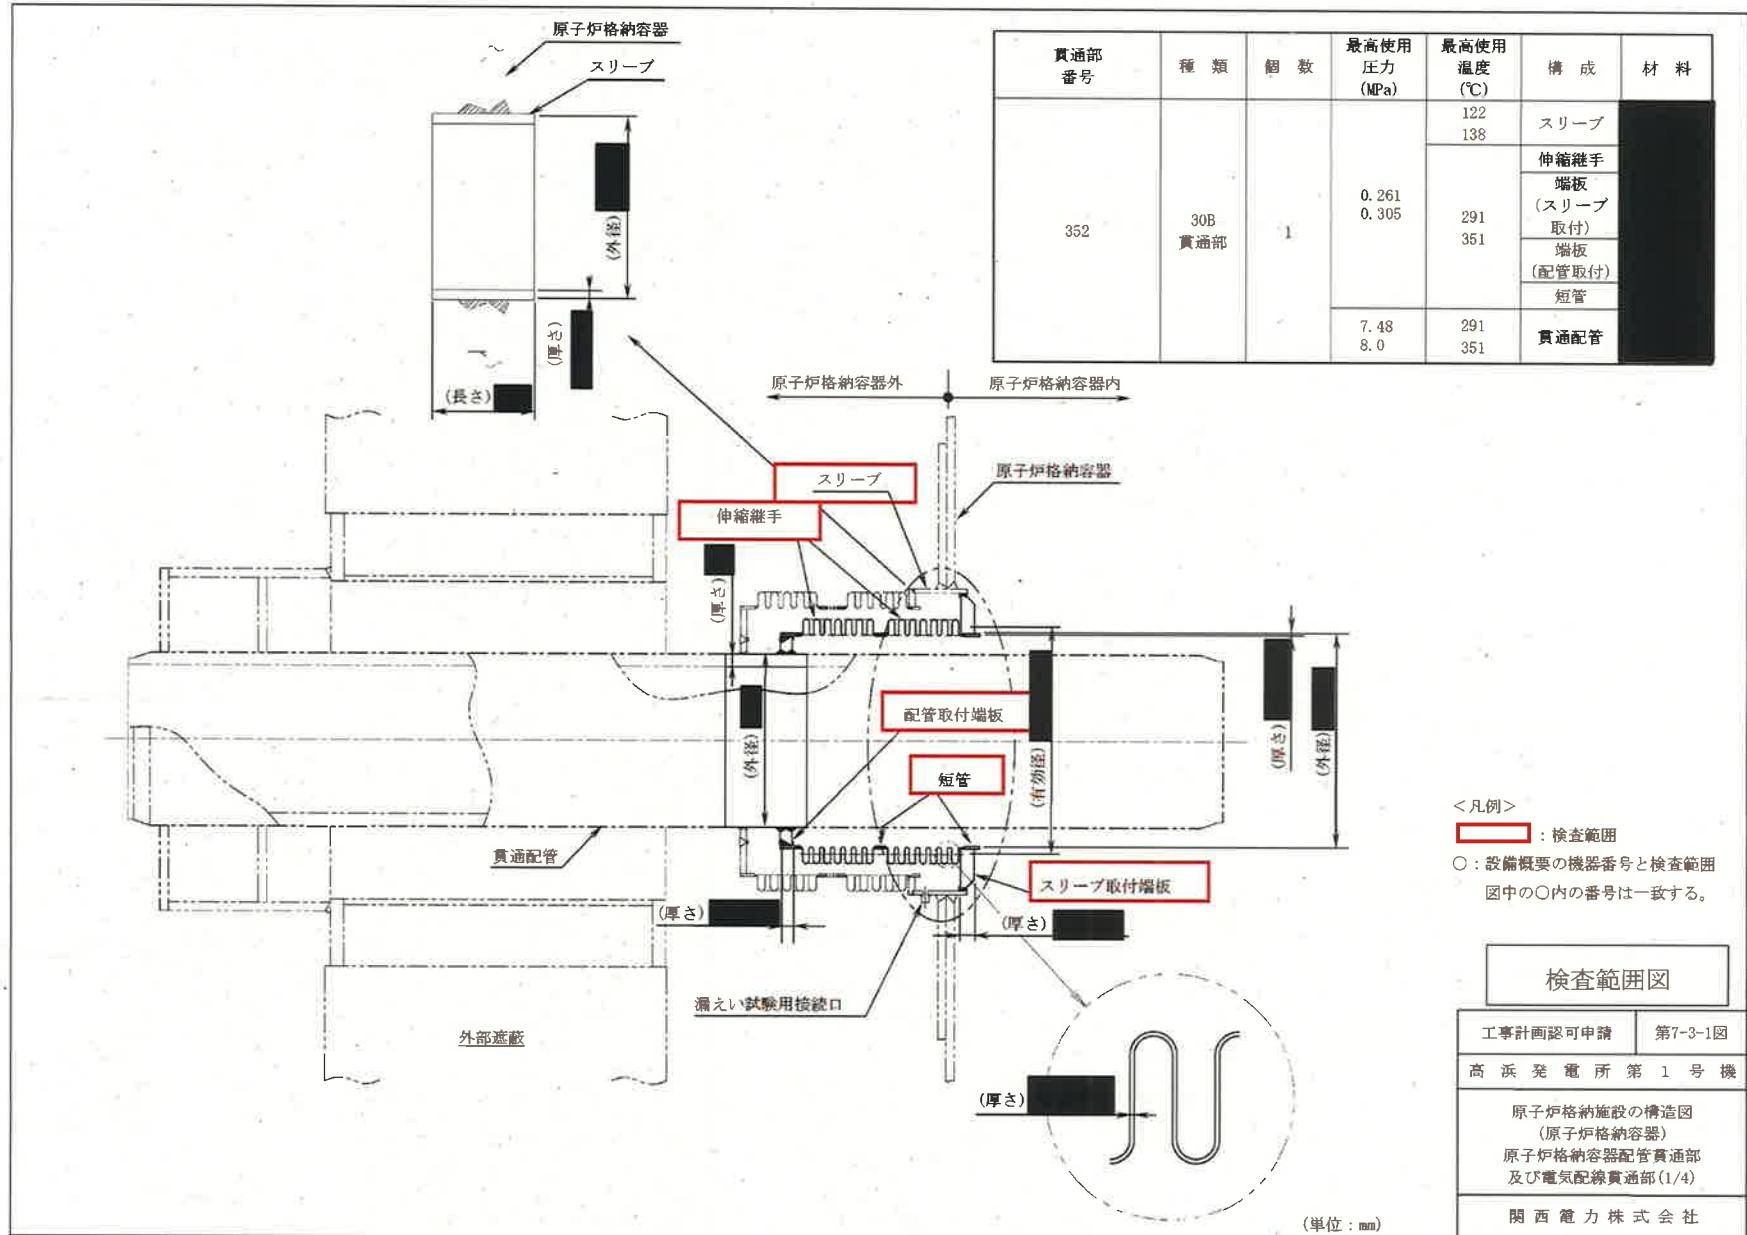 原子炉格納容器
スリーブ
(外径)
(厚さ)
(長さ)
貫通部
番号
種 類
個 数
最高使用
圧力
(MPa)
最高使用
温度
(℃)
構 成
材 料
352
30B
貫通部
1
0.261
0.305
122
138
スリーブ
291
351
伸縮継手
端板
(スリーブ
取付)
端板
(配管取付)
短管
7.48
8.0
291
351
貫通配管
原子炉格納容器外
原子炉格納容器内
スリーブ
伸縮継手
原子炉格納容器
(厚さ)
(外径)
配管取付端板
短管
(有効径)
(厚さ)
(外径)
貫通配管
スリーブ取付端板
(厚さ)
(厚さ)
漏えい試験用接続口
外部遮蔽
(厚さ)
(単位:mm)
<凡例>
:検査範囲
○:設備概要の機器番号と検査範囲
図中の○内の番号は一致する。
検査範囲図
工事計画認可申請
第7-3-1図
高 浜 発 電 所 第 1 号 機
原子炉格納施設の構造図
(原子炉格納容器)
原子炉格納容器配管貫通部
及び電気配線貫通部(1/4)
関 西 電 力 株 式 会 社